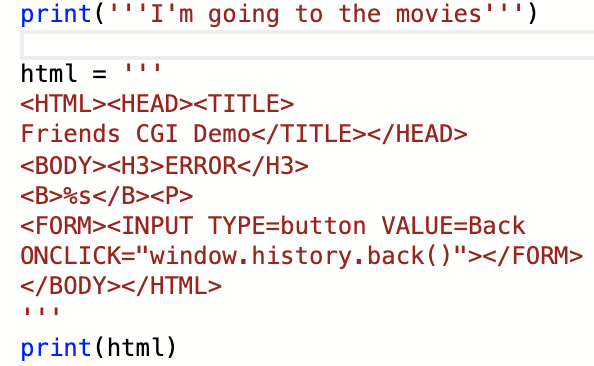 print('''I'm going to the movies''')
html = '''
<HTML><HEAD><TITLE>
Friends CGI Demo</TITLE></HEAD>
<BODY><H3>ERROR</H3>
<B>%s</B><P>
<FORM><INPUT TYPE=button VALUE=Back
ONCLICK="window.history.back()"></FORM>
</BODY></HTML>
'''
print(html)